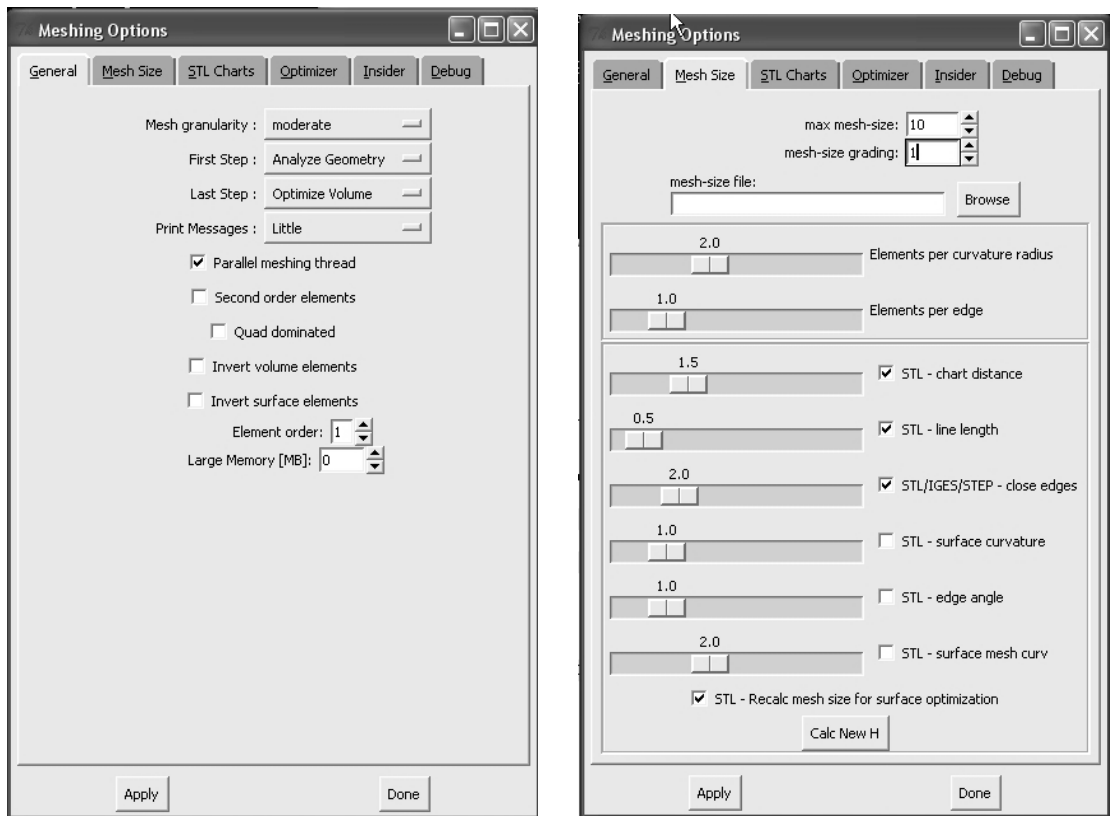 Meshing Options
General Mesh Size STL Charts Optimizer Insider Debug
Mesh granularity : moderate
First Step : Analyze Geometry
Last Step : Optimize Volume
Print Messages : Little
Parallel meshing thread
Second order elements
Quad dominated
Invert volume elements
Invert surface elements
Element order: 1
Large Memory [MB]: 0
Apply Done
Meshing Options
General Mesh Size STL Charts Optimizer Insider Debug
max mesh-size: 10
mesh-size grading: 1
mesh-size file:
Browse
2.0
Elements per curvature radius
1.0
Elements per edge
1.5
STL - chart distance
0.5
STL - line length
2.0
STL/IGES/STEP - close edges
1.0
STL - surface curvature
1.0
STL - edge angle
2.0
STL - surface mesh curv
STL - Recalc mesh size for surface optimization
Calc New H
Apply Done